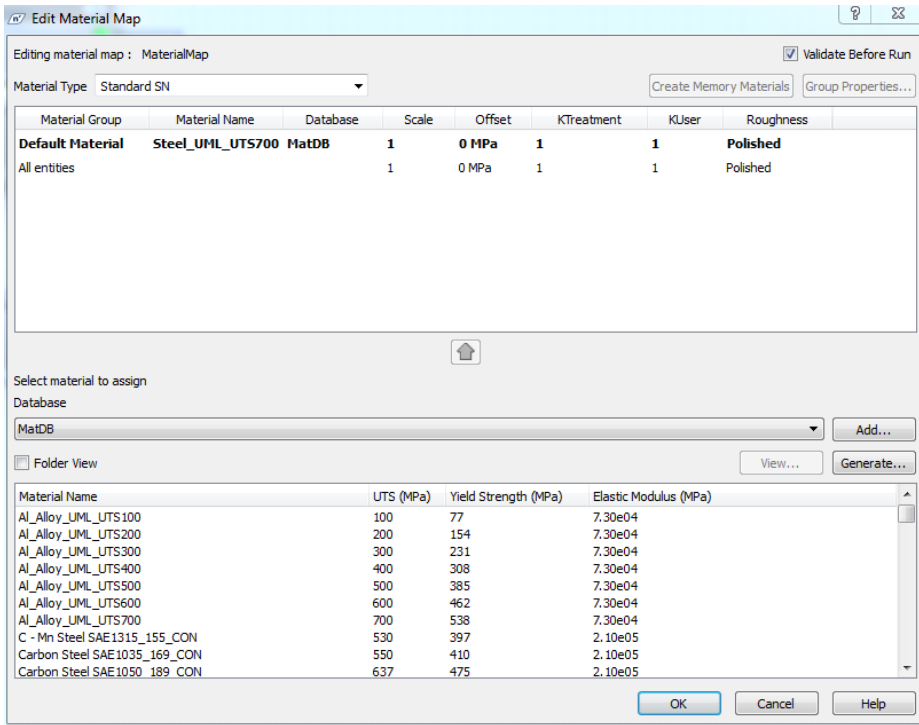 Edit Material Map
Editing material map : MaterialMap
Validate Before Run
Material Type Standard SN
Create Memory Materials
Group Properties...
Material Group Material Name Database Scale Offset KTreatment KUser Roughness
Default Material Steel_UML_UTS700 MatDB 1 0 MPa 1 1 Polished
All entities 1 0 MPa 1 1 Polished
Select material to assign
Database
MatDB
Add...
Folder View
View...
Generate...
Material Name UTS (MPa) Yield Strength (MPa) Elastic Modulus (MPa)
Al_Alloy_UML_UTS100 100 77 7.30e04
Al_Alloy_UML_UTS200 200 154 7.30e04
Al_Alloy_UML_UTS300 300 231 7.30e04
Al_Alloy_UML_UTS400 400 308 7.30e04
Al_Alloy_UML_UTS500 500 385 7.30e04
Al_Alloy_UML_UTS600 600 462 7.30e04
Al_Alloy_UML_UTS700 700 538 7.30e04
C - Mn Steel SAE1315_155_CON 530 397 2.10e05
Carbon Steel SAE1035_169_CON 550 410 2.10e05
Carbon Steel SAE1050_189_CON 637 475 2.10e05
OK
Cancel
Help